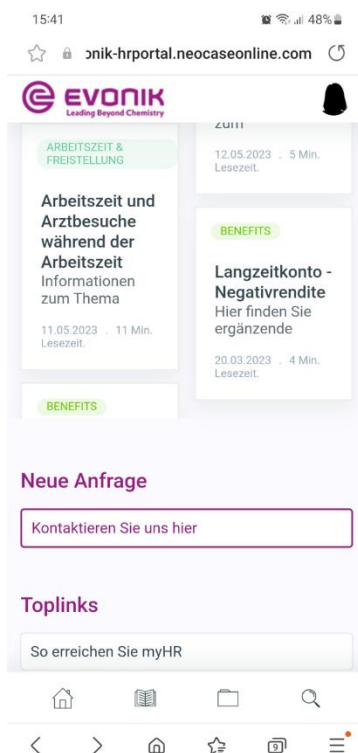 15:41
48%
onik-hrportal.neocaseonline.com
EVONIK
Leading Beyond Chemistry
ARBEITSZEIT &
FREISTELLUNG
Arbeitszeit und
Arztbesuche
während der
Arbeitszeit
Informationen
zum Thema
11.05.2023 . 11 Min.
Lesezeit.
BENEFITS
zum
12.05.2023 . 5 Min.
Lesezeit.
BENEFITS
Langzeitkonto -
Negativrendite
Hier finden Sie
ergänzende
20.03.2023 . 4 Min.
Lesezeit.
Neue Anfrage
Kontaktieren Sie uns hier
Toplinks
So erreichen Sie myHR
9